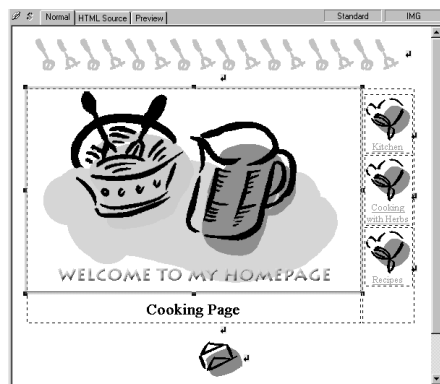 Normal HTML Source Preview Standard IMG
Kitchen
Cooking
with Herbs
Recipes
WELCOME TO MY HOMEPAGE
Cooking Page